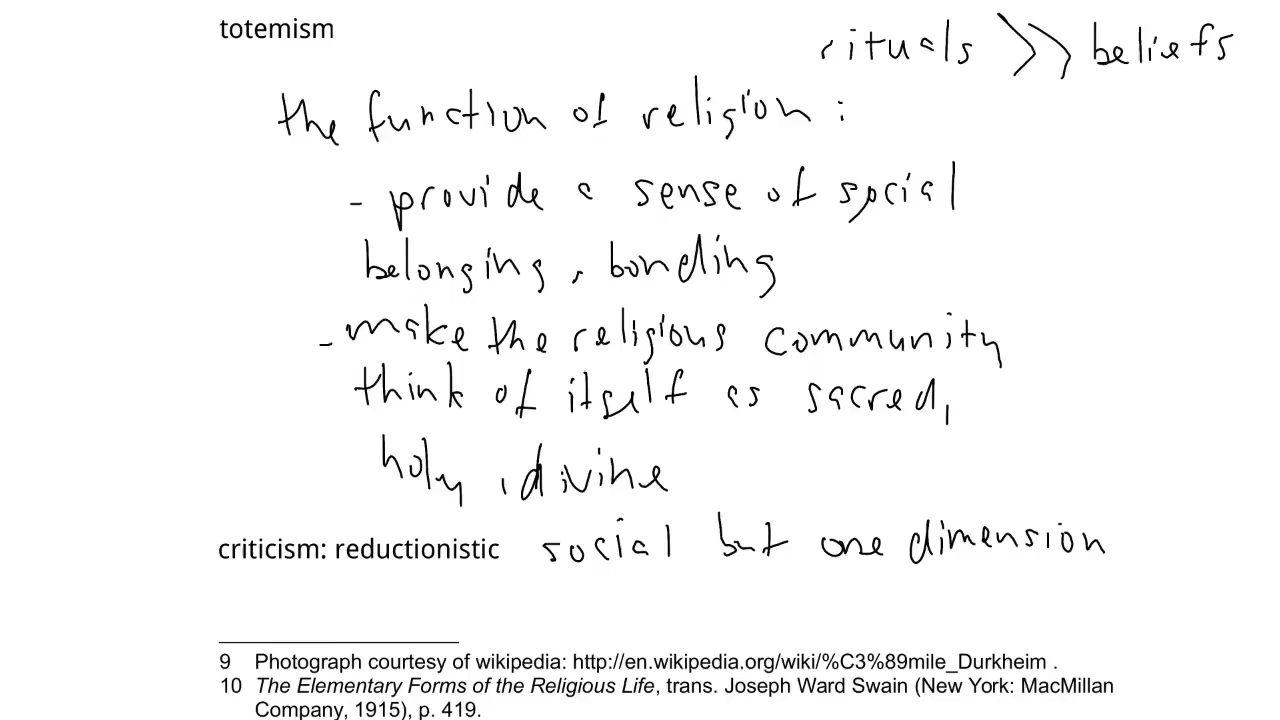 totemism
rituals >> beliefs
the function of religion :
- provide a sense of social
belonging, bonding
- make the religious community
think of itself as sacred,
holy, divine
criticism: reductionistic social but one dimension
9 Photograph courtesy of wikipedia: http://en.wikipedia.org/wiki/%C3%89mile_Durkheim .
10 The Elementary Forms of the Religious Life, trans. Joseph Ward Swain (New York: MacMillan
Company, 1915), p. 419.